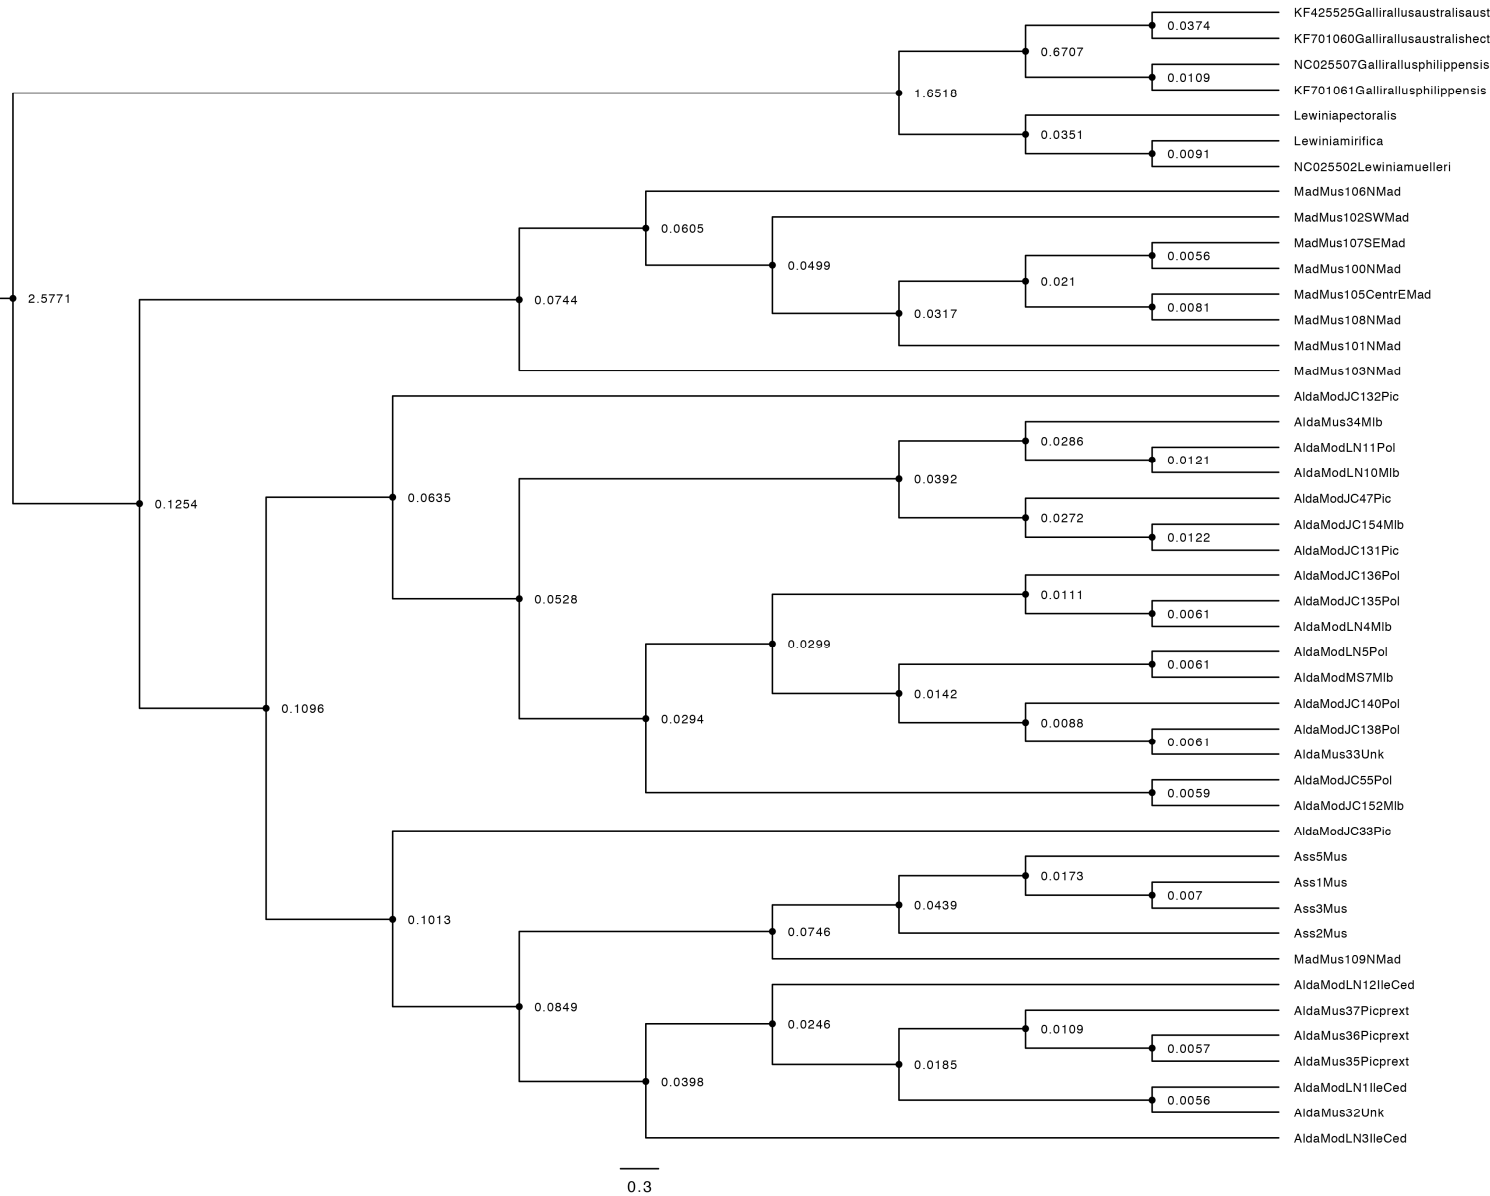 KF425525Gallirallusaustralisaust
0.0374
KF701060Gallirallusaustralishect
0.6707
NC025507Gallirallusphilippensis
0.0109
KF701061Gallirallusphilippensis
1.6518
Lewiniapectoralis
0.0351
Lewiniamirifica
0.0091
NC025502Lewiniamuelleri
MadMus106NMad
0.0605
MadMus102SWMad
MadMus107SEMad
0.0056
0.0499
MadMus100NMad
0.021
MadMus105CentrEMad
2.5771
0.0744
0.0081
0.0317
MadMus108NMad
MadMus101NMad
MadMus103NMad
AldaModJC132Pic
AldaMus34Mlb
0.0286
AldaModLN11Pol
0.0121
AldaModLN10Mlb
0.0392
0.0635
AldaModJC47Pic
0.1254
0.0272
AldaModJC154Mlb
0.0122
AldaModJC131Pic
AldaModJC136Pol
0.0111
0.0528
AldaModJC135Pol
0.0061
AldaModLN4Mlb
0.0299
AldaModLN5Pol
0.0061
AldaModMS7Mlb
0.0142
AldaModJC140Pol
0.1096
0.0294
0.0088
AldaModJC138Pol
0.0061
AldaMus33Unk
AldaModJC55Pol
0.0059
AldaModJC152Mlb
AldaModJC33Pic
Ass5Mus
0.0173
Ass1Mus
0.007
0.0439
Ass3Mus
0.1013
0.0746
Ass2Mus
MadMus109NMad
AldaModLN12IleCed
0.0849
AldaMus37Picprext
0.0246
0.0109
AldaMus36Picprext
0.0057
AldaMus35Picprext
0.0185
0.0398
AldaModLN1IleCed
0.0056
AldaMus32Unk
AldaModLN3IleCed
0.3